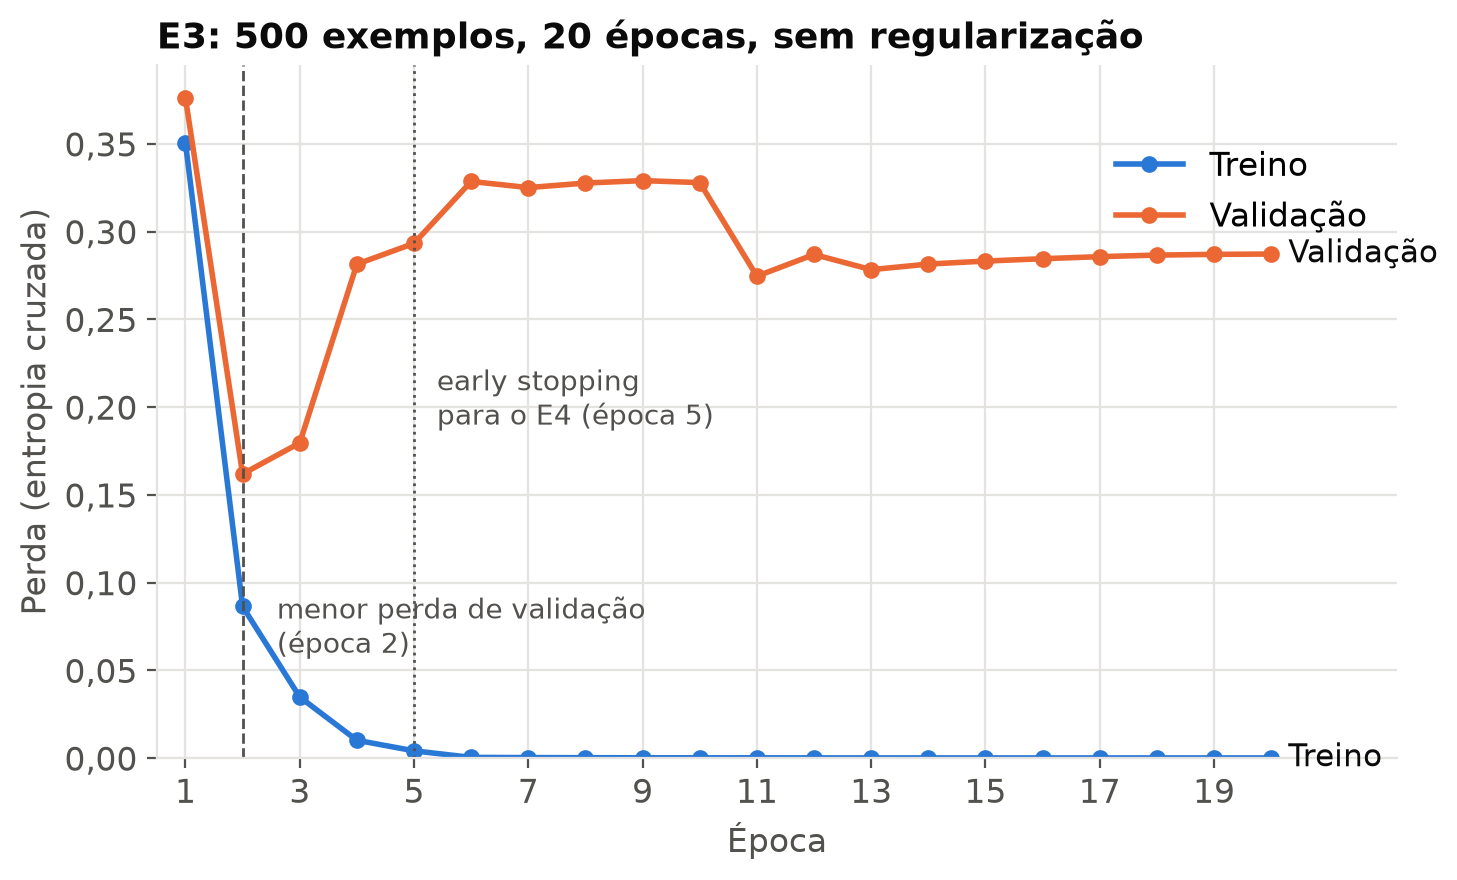 E3: 500 exemplos, 20 épocas, sem regularização
Perda (entropia cruzada)
0,35
0,30
0,25
0,20
0,15
0,10
0,05
0,00
Treino
Validação
Validação
early stopping
para o E4 (época 5)
menor perda de validação
(época 2)
Treino
1 3 5 7 9 11 13 15 17 19
Época